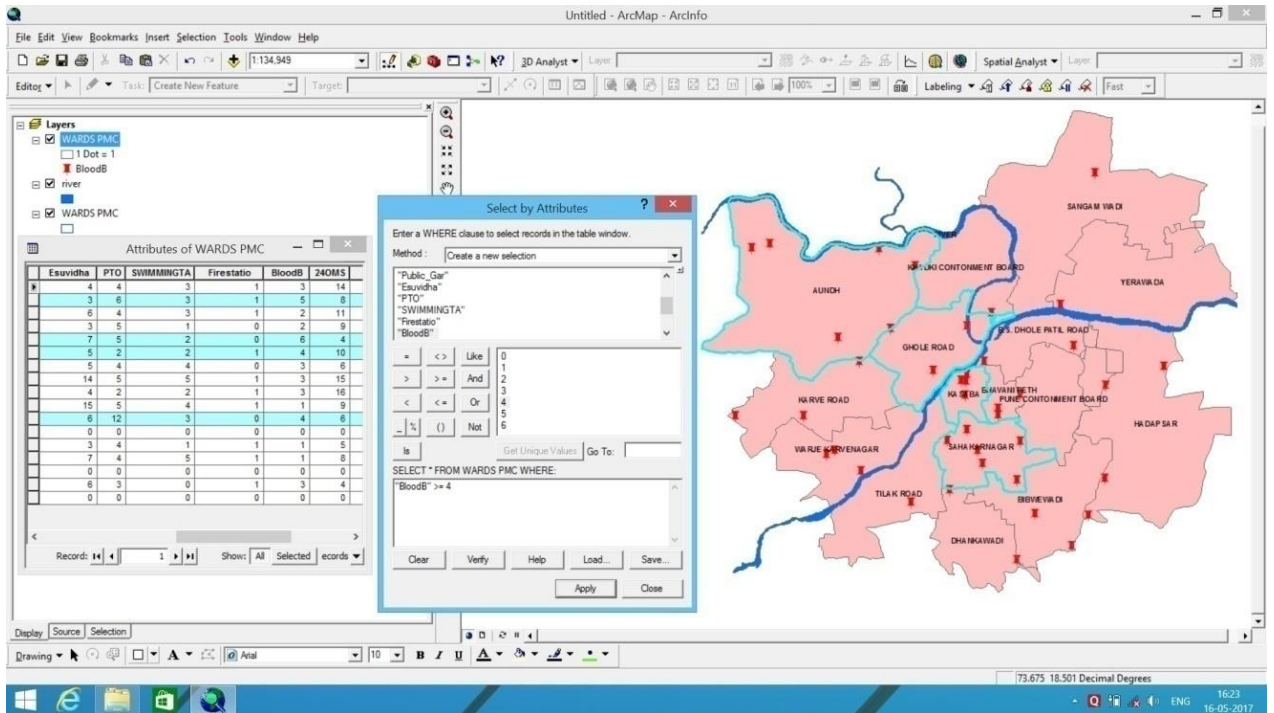 Untitled - ArcMap - ArcInfo
File Edit View Bookmarks Insert Selection Tools Window Help
1:134,949 3D Analyst Layer: Spatial Analyst Layer:
Editor Task: Create New Feature Target: 100% Labeling Fast
Layers
WARDS PMC
1 Dot = 1
BloodB
river
WARDS PMC
Attributes of WARDS PMC
Esuvidha PTO SWIMMINGTA Firestatio BloodB 24OMS
4 4 3 1 3 14
3 6 3 1 5 8
6 4 3 1 2 11
3 5 1 0 2 9
7 5 2 0 6 4
5 2 2 1 4 10
5 4 4 0 3 6
14 5 5 1 3 15
4 2 2 1 3 16
15 5 4 1 1 9
6 12 3 0 4 6
0 0 0 0 0 0
3 4 1 1 1 5
7 4 5 1 1 8
0 0 0 0 0 0
6 3 0 1 3 4
0 0 0 0 0 0
Record: 1 Show: All Selected ecords
Select by Attributes ?
Enter a WHERE clause to select records in the table window.
Method : Create a new selection
"Public_Gar"
"Esuvidha"
"PTO"
"SWIMMINGTA"
"Firestatio"
"BloodB"
= < > Like
> > = And
< < = Or
_ % ( ) Not
Is
0
1
2
3
4
5
6
Get Unique Values Go To:
SELECT * FROM WARDS PMC WHERE:
"BloodB" >= 4
Clear Verify Help Load... Save...
Apply Close
SANGAM WADI
CONTONMENT BOARD
YERAWADA
AUNDH
B.S. DHOLE PATIL ROAD
GHOLE ROAD
KARVE ROAD
PUNE CONTONMENT BOARD
HADAPSAR
SAHAKARNAGAR
TILAK ROAD
BIBWEWADI
DHANKAWADI
Display Source Selection
Drawing A Arial 10 B I U A
73.675 18.501 Decimal Degrees
ENG 16:23
16-05-2017